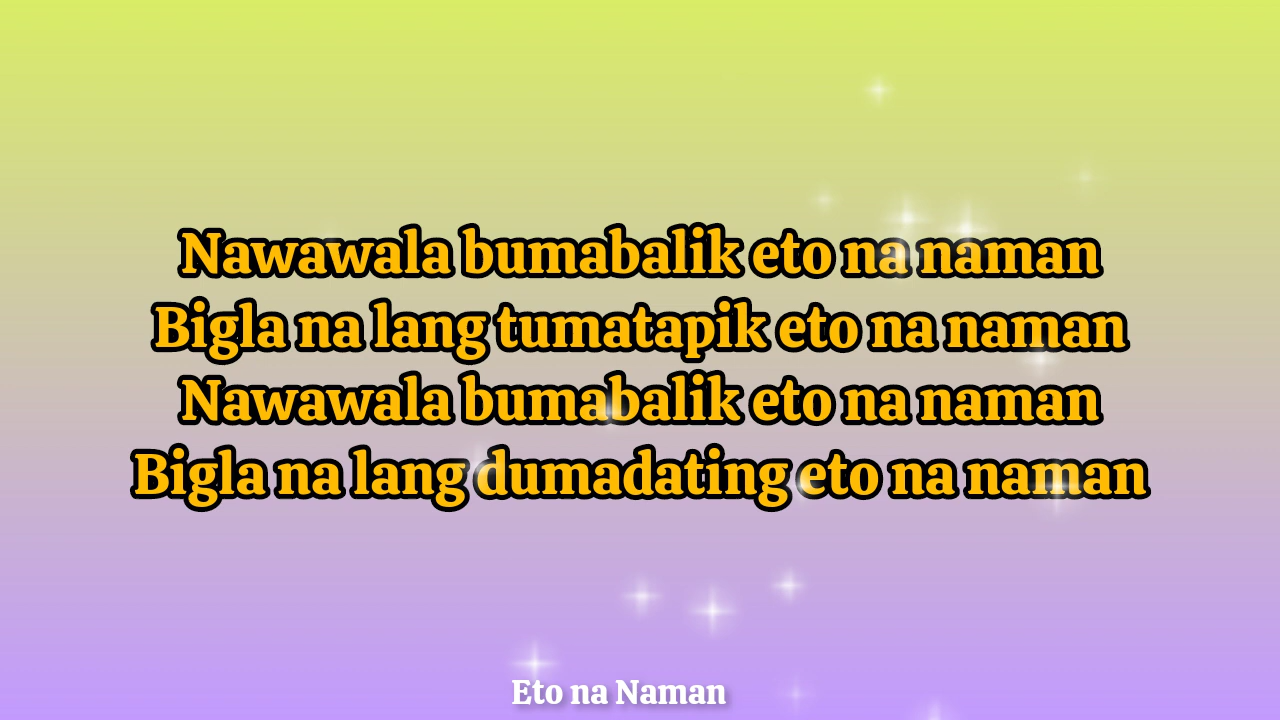 Nawawala bumabalik eto na naman
Bigla na lang tumatapik eto na naman
Nawawala bumabalik eto na naman
Bigla na lang dumadating eto na naman
Eto na Naman